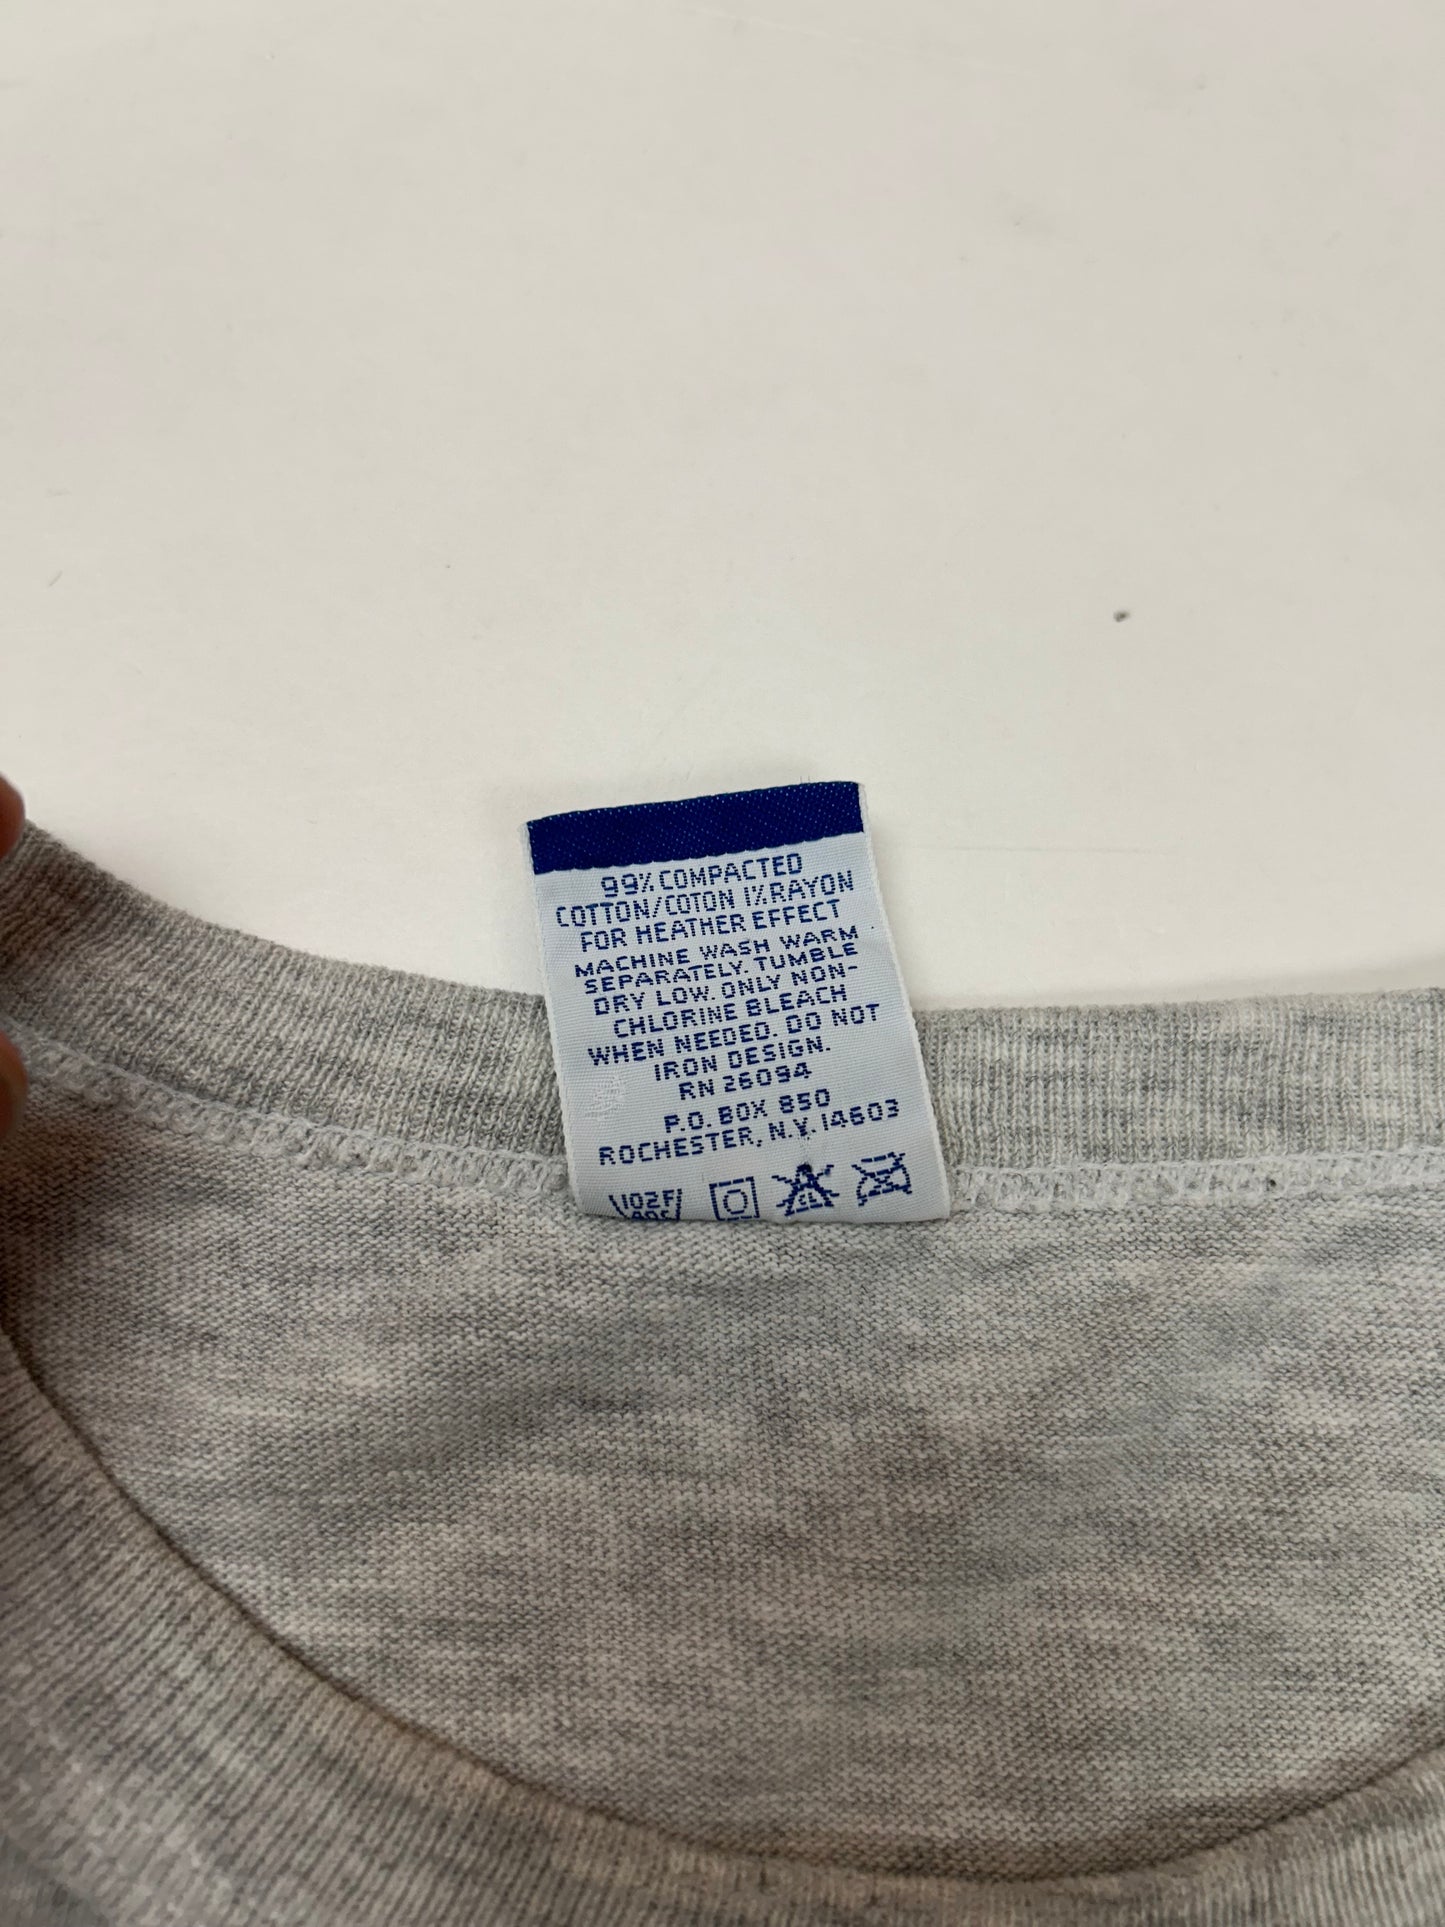 99% COMPACTED
COTTON/COTON 1% RAYON
FOR HEATHER EFFECT
MACHINE WASH WARM
SEPARATELY. TUMBLE
DRY LOW. ONLY NON-
CHLORINE BLEACH
WHEN NEEDED. DO NOT
IRON DESIGN.
RN 26094
P.O. BOX 850
ROCHESTER, N.Y. 14603
102F CL